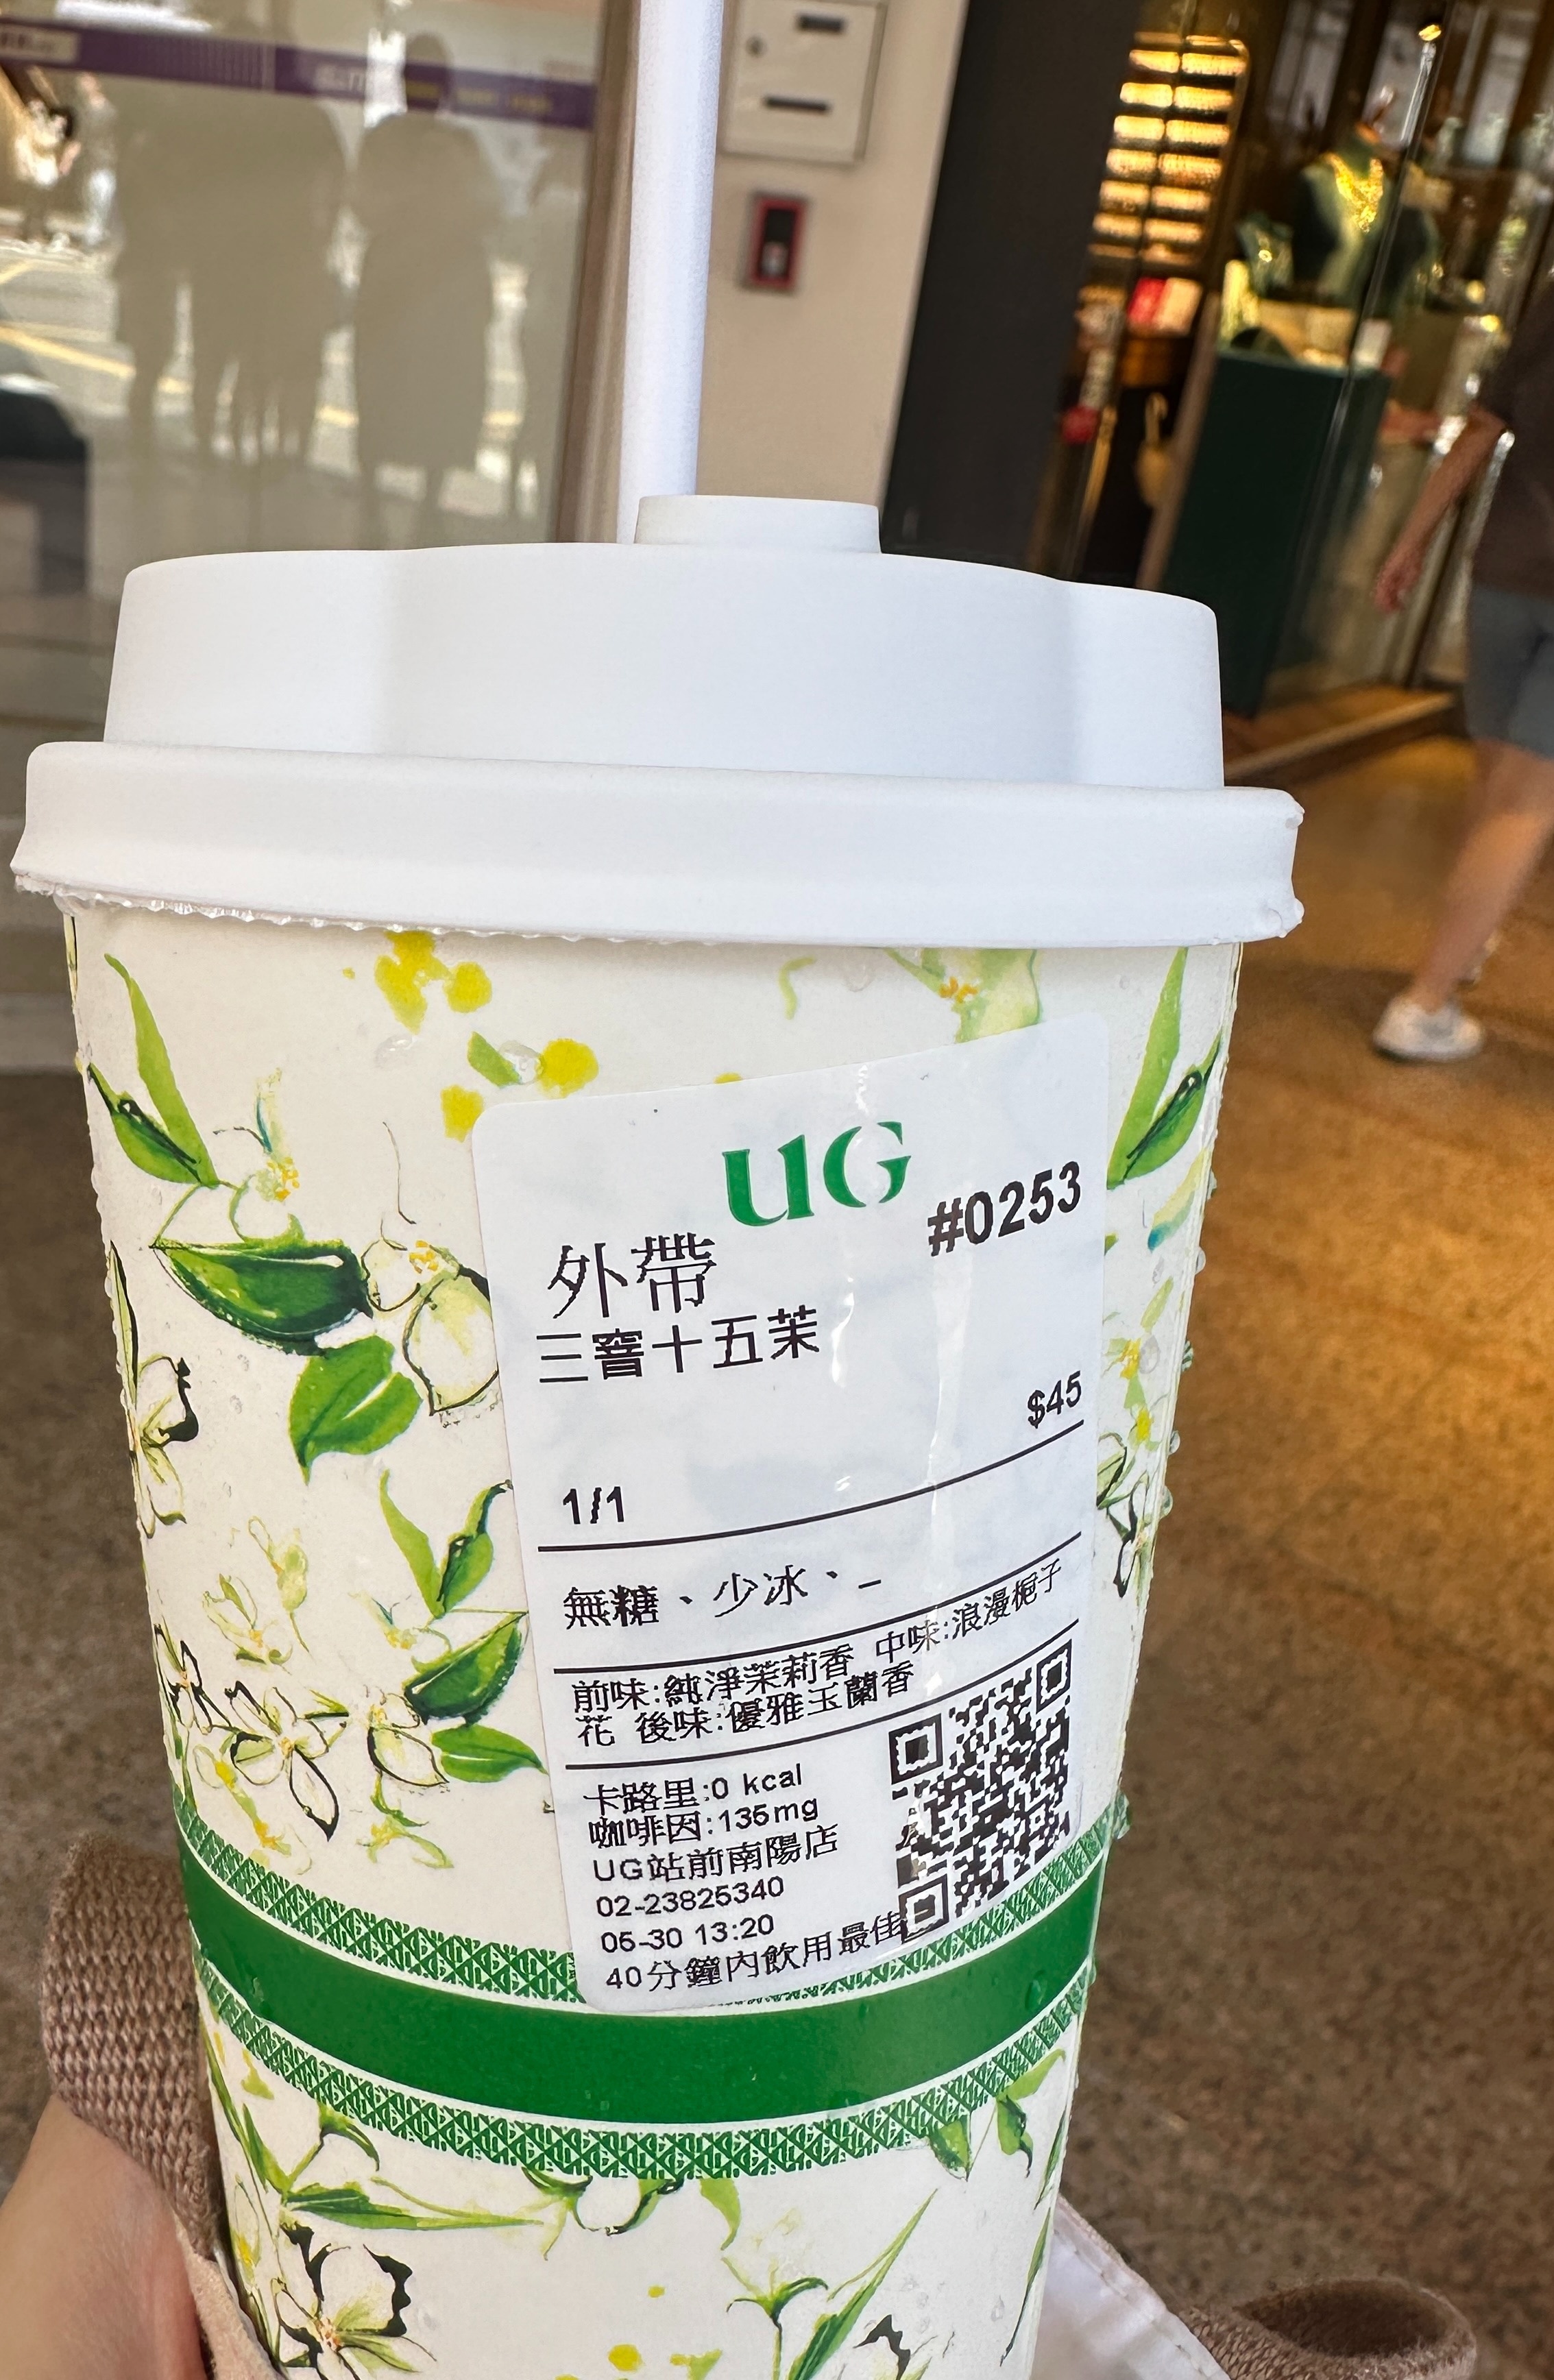 UG
#0253
外帶
三窨十五茉
$45
1/1
無糖、少冰、_
前味:純淨茉莉香 中味:浪漫梔子
花 後味:優雅玉蘭香
卡路里:0 kcal
咖啡因:135mg
UG站前南陽店
02-23825340
05-30 13:20
40分鐘內飲用最佳